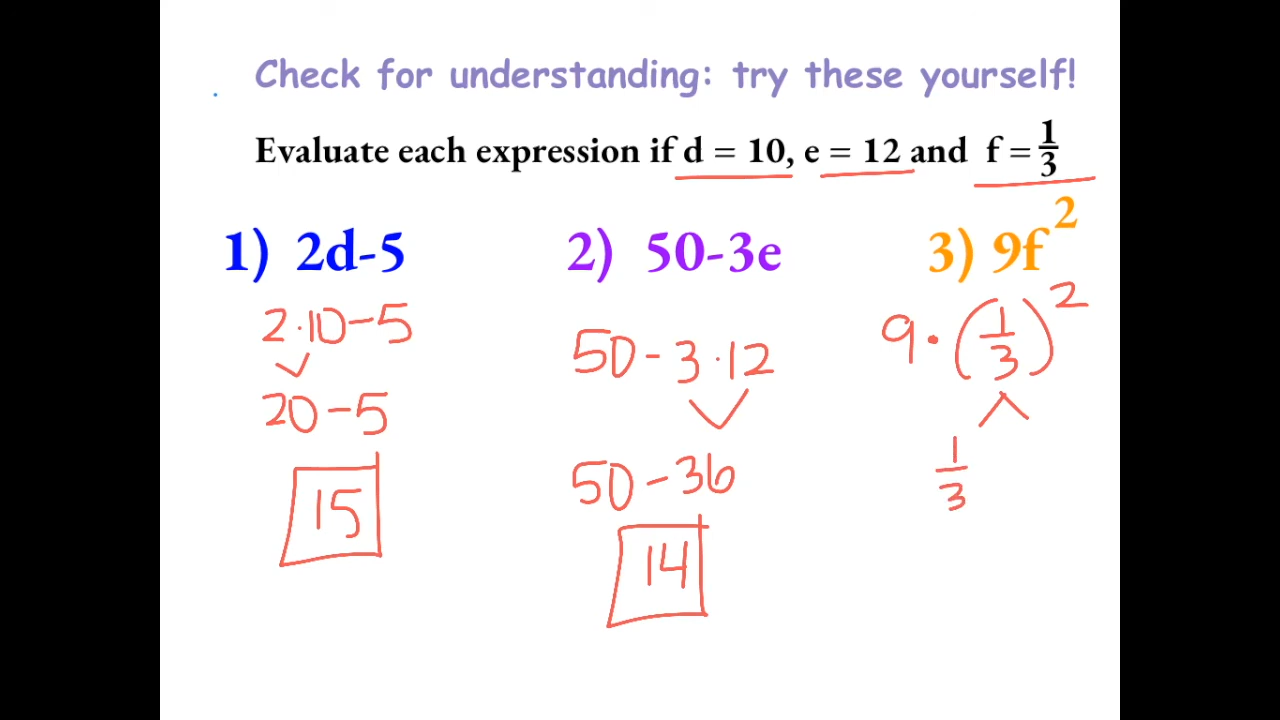 Check for understanding: try these yourself!
Evaluate each expression if d = 10, e = 12 and f = 1/3
1) 2d-5
2·10-5
20-5
15
2) 50-3e
50-3·12
50-36
14
3) 9f²
9·(1/3)²
1/3